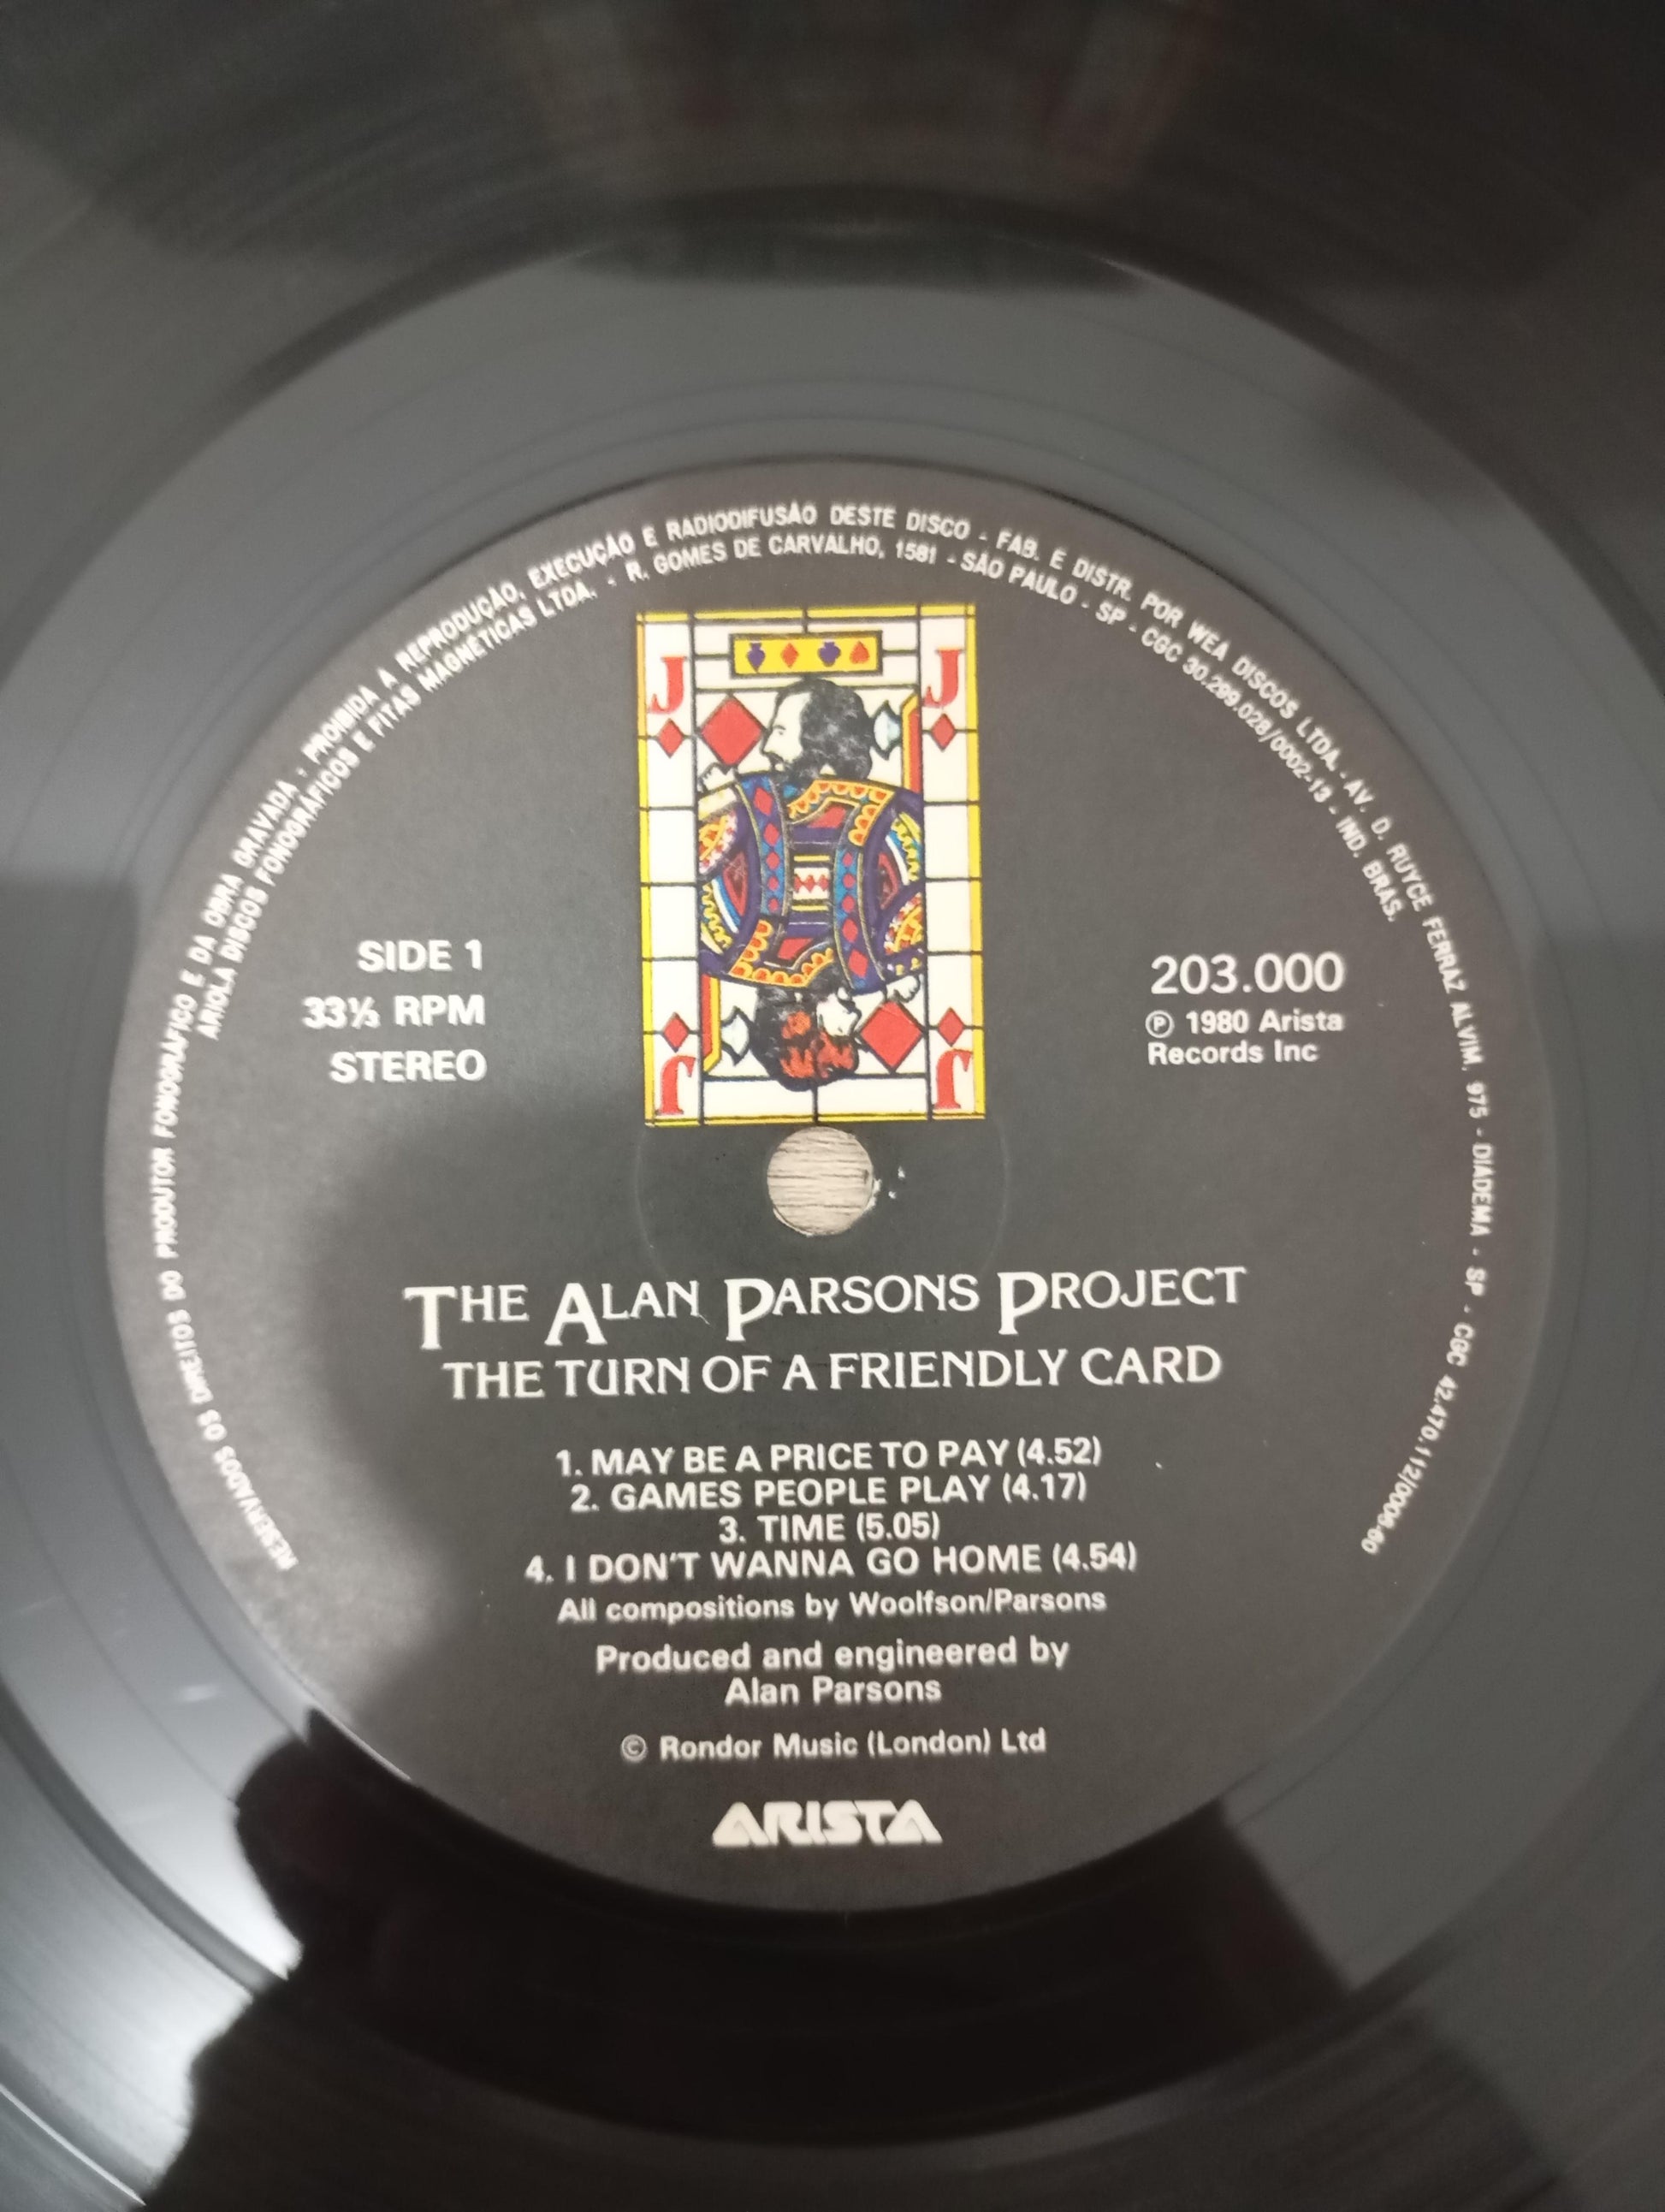 RESERVADOS OS DIREITOS DO PRODUTOR FONOGRÁFICO E DA OBRA GRAVADA - PROIBIDA A REPRODUÇÃO, EXECUÇÃO E RADIODIFUSÃO DESTE DISCO - FAB. E DISTR. POR WEA DISCOS LTDA. - AV. D. RUYCE FERRAZ ALVIM, 975 - DIADEMA - SP - CGC 42.470.112/0006-60
ARIOLA DISCOS FONOGRÁFICOS E FITAS MAGNÉTICAS LTDA. - R. GOMES DE CARVALHO, 1581 - SÃO PAULO - SP - CGC 30.299.028/0002-13 - IND. BRAS.
J J
SIDE 1
33⅓ RPM
STEREO
203.000
℗ 1980 Arista
Records Inc
J J
THE ALAN PARSONS PROJECT
THE TURN OF A FRIENDLY CARD
1. MAY BE A PRICE TO PAY (4.52)
2. GAMES PEOPLE PLAY (4.17)
3. TIME (5.05)
4. I DON'T WANNA GO HOME (4.54)
All compositions by Woolfson/Parsons
Produced and engineered by
Alan Parsons
© Rondor Music (London) Ltd
ARISTA